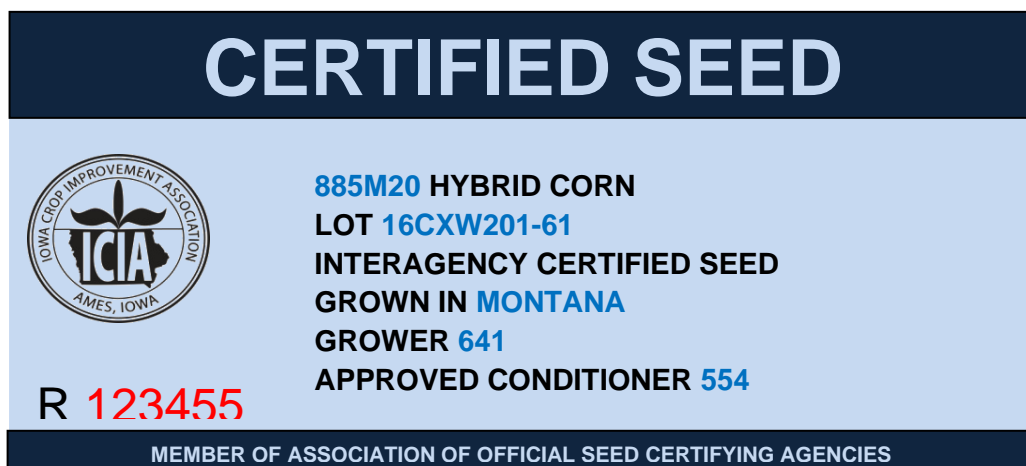 CERTIFIED SEED
IOWA CROP IMPROVEMENT ASSOCIATION
ICIA
AMES, IOWA
885M20 HYBRID CORN
LOT 16CXW201-61
INTERAGENCY CERTIFIED SEED
GROWN IN MONTANA
GROWER 641
APPROVED CONDITIONER 554
R 123455
MEMBER OF ASSOCIATION OF OFFICIAL SEED CERTIFYING AGENCIES